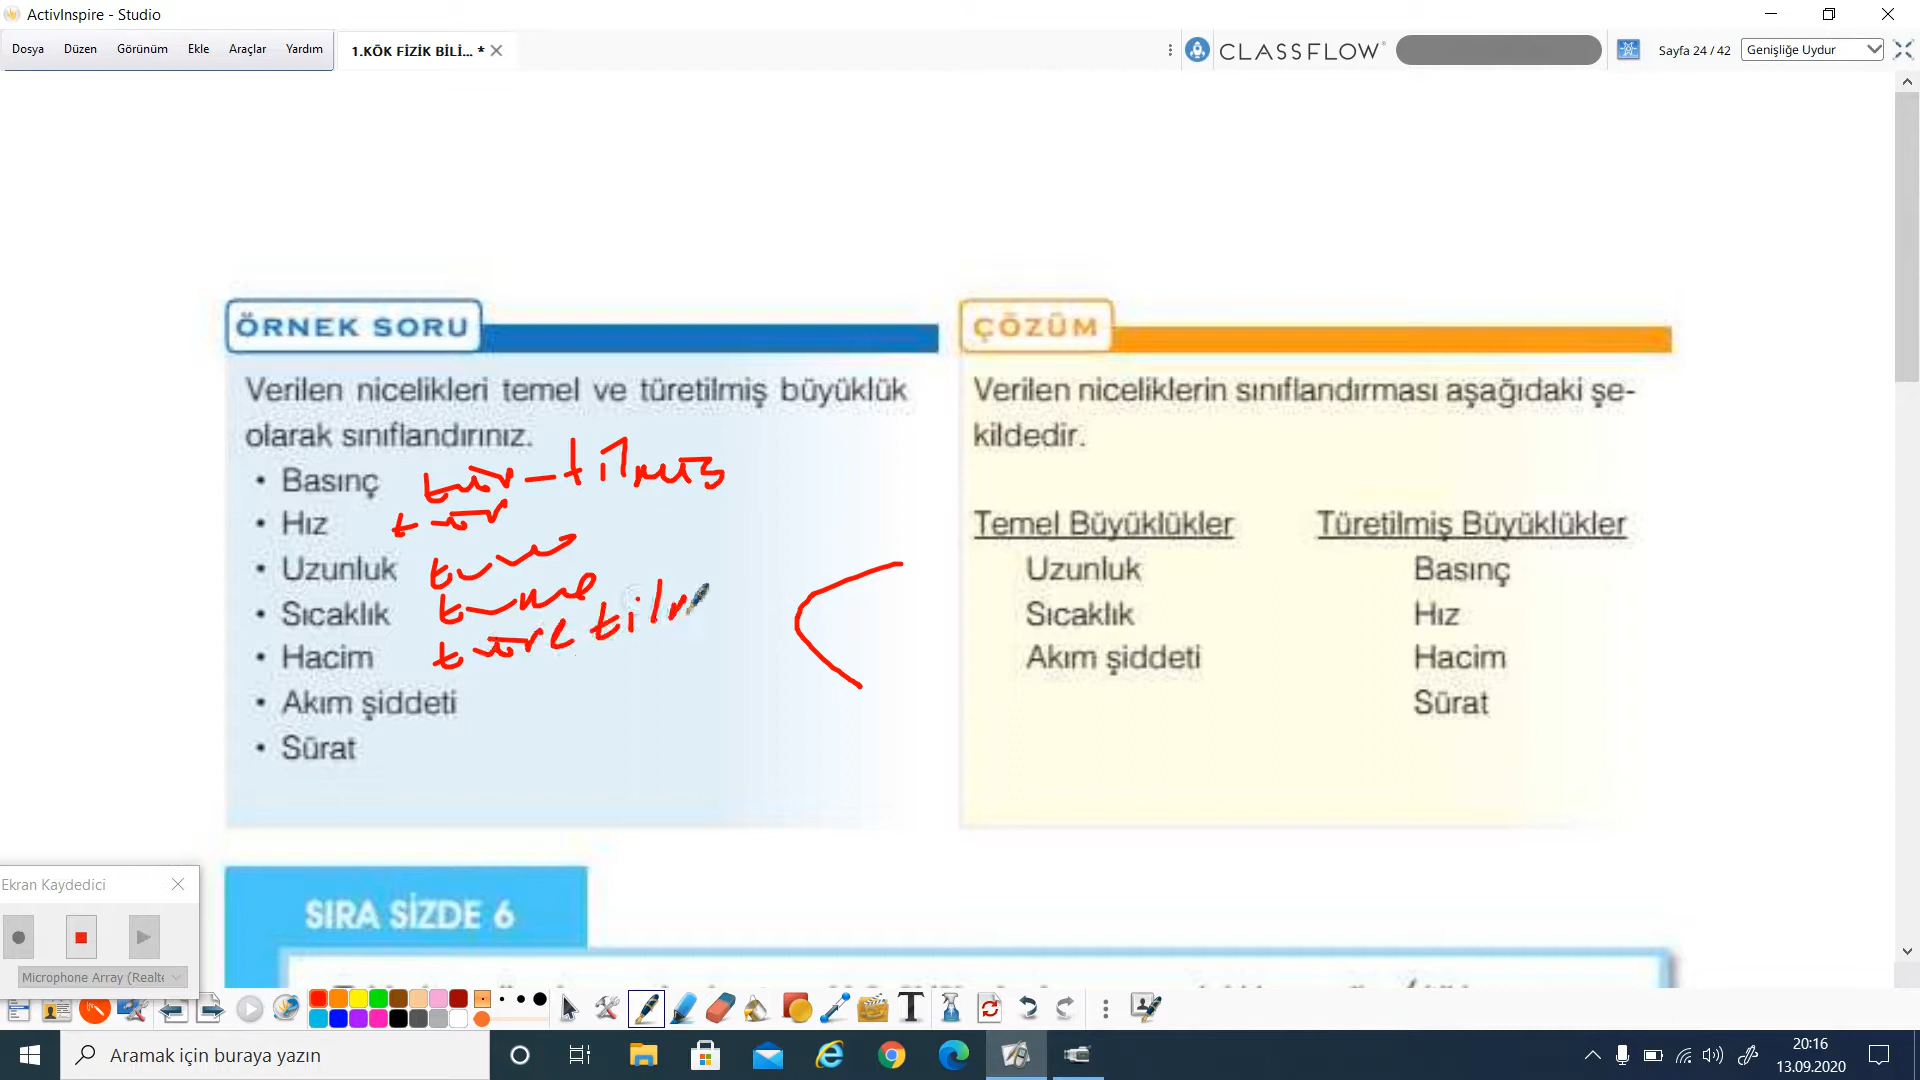 ActivInspire - Studio
Dosya Düzen Görünüm Ekle Araçlar Yardım
1.KÖK FİZİK BİLİ... *
CLASSFLOW
Sayfa 24 / 42
Genişliğe Uydur
ÖRNEK SORU
Verilen nicelikleri temel ve türetilmiş büyüklük
olarak sınıflandırınız.
• Basınç
• Hız
• Uzunluk
• Sıcaklık
• Hacim
• Akım şiddeti
• Sürat
ÇÖZÜM
Verilen niceliklerin sınıflandırması aşağıdaki şe-
kildedir.
Temel Büyüklükler
Uzunluk
Sıcaklık
Akım şiddeti
Türetilmiş Büyüklükler
Basınç
Hız
Hacim
Sürat
SIRA SİZDE 6
Ekran Kaydedici
Microphone Array (Realte
Aramak için buraya yazın
20:16
13.09.2020